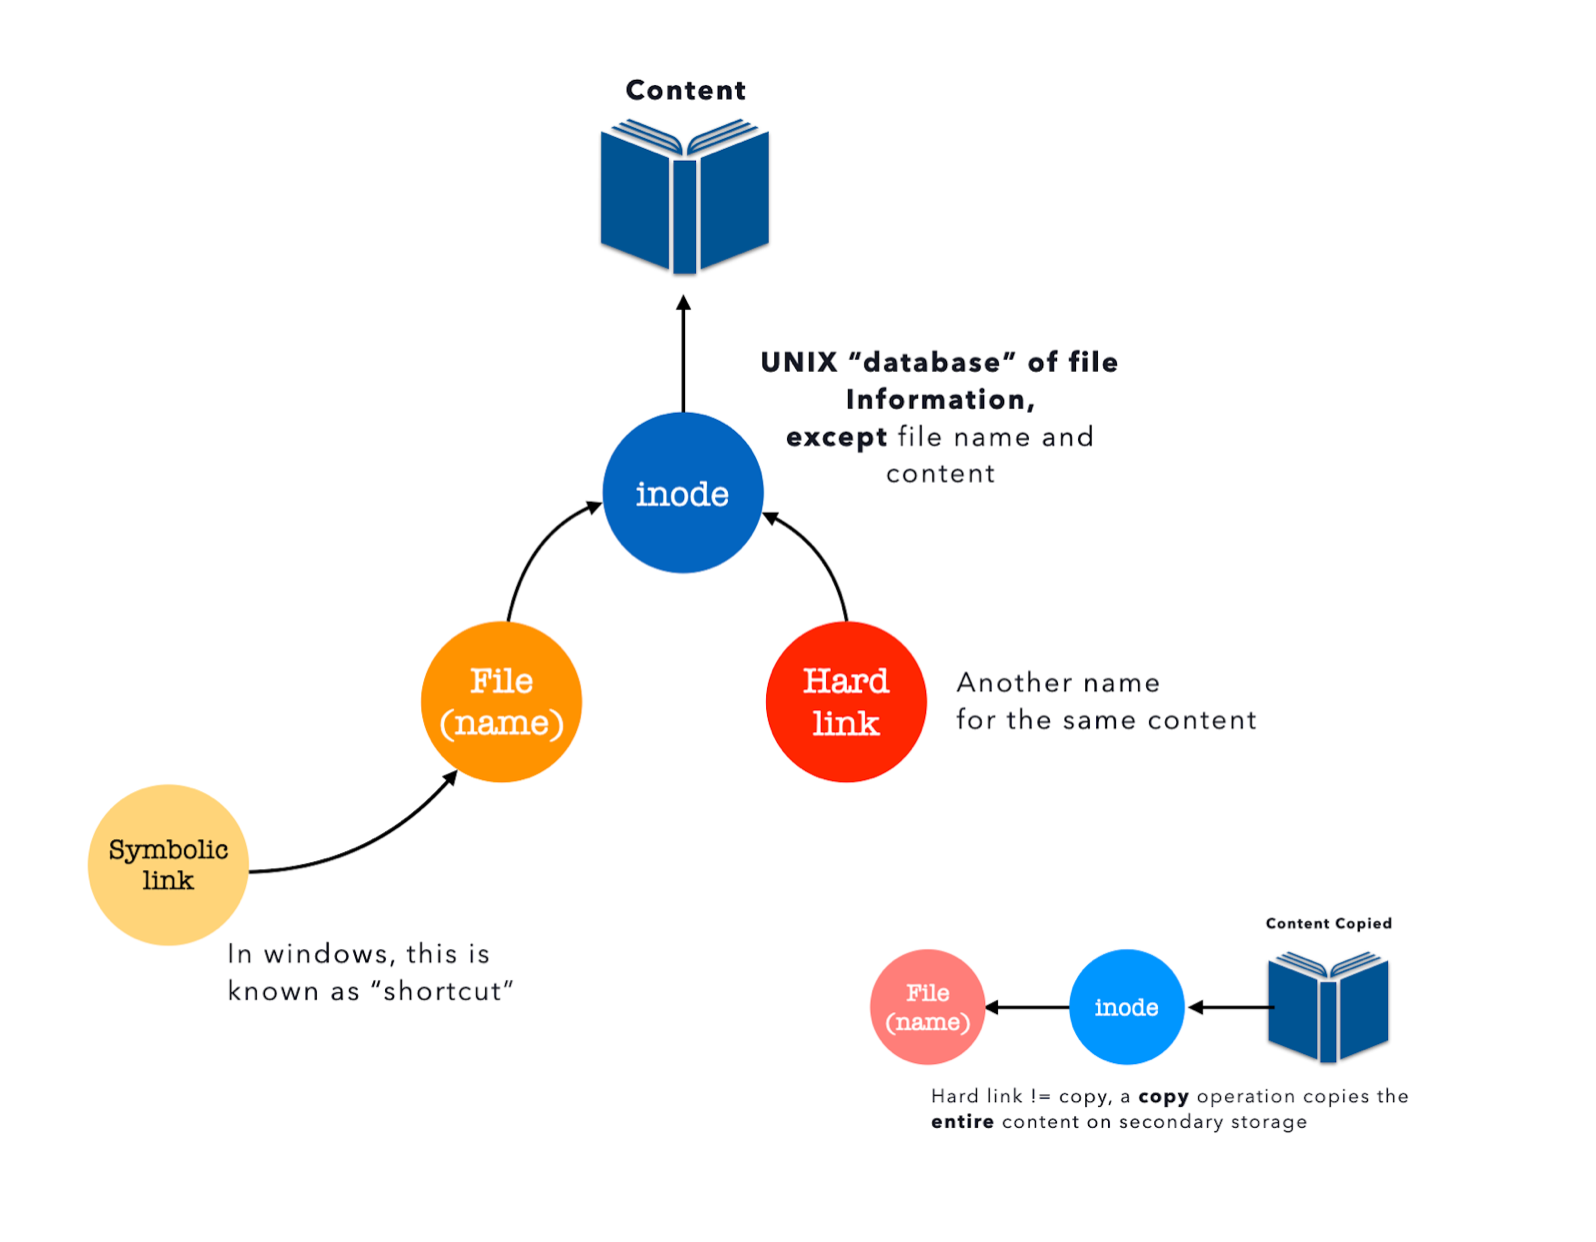 Content
UNIX “database” of file
Information,
except file name and
content
inode
File
(name)
Hard
link
Another name
for the same content
Symbolic
link
In windows, this is
known as “shortcut”
Content Copied
File
(name)
inode
Hard link != copy, a copy operation copies the
entire content on secondary storage